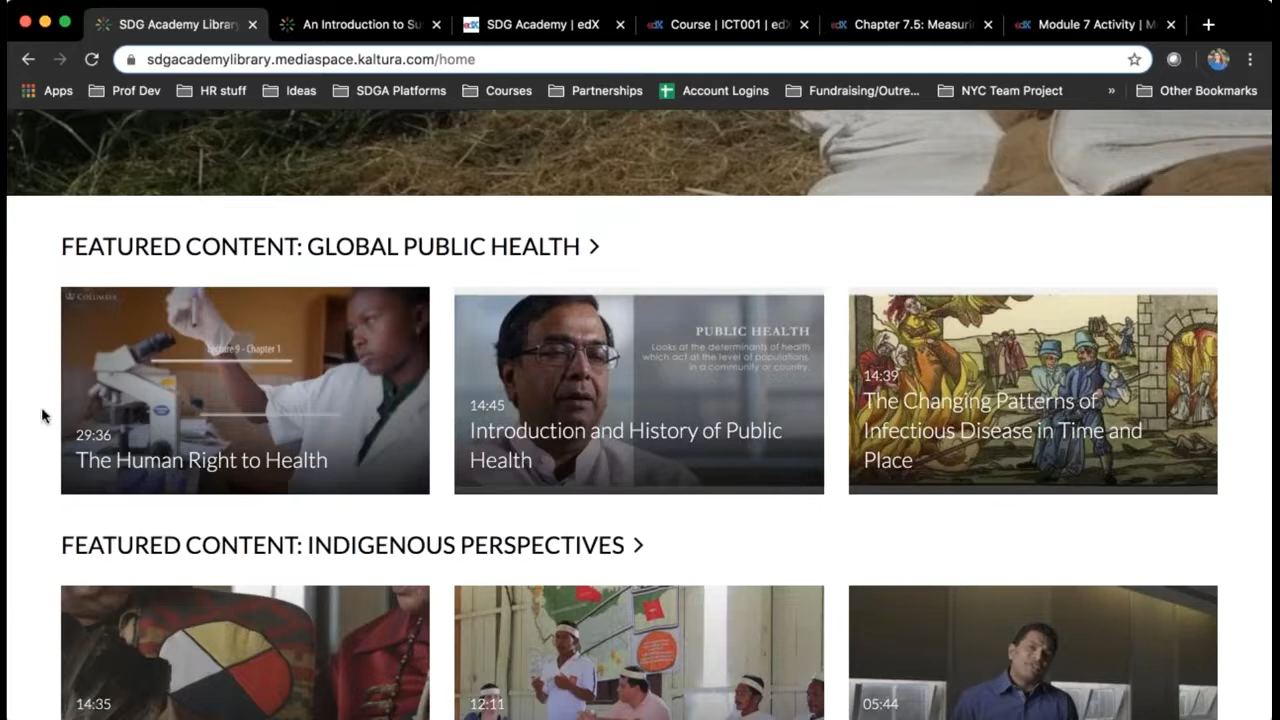 SDG Academy Library
An Introduction to Su
SDG Academy | edX
Course | ICT001 | edX
Chapter 7.5: Measuri
Module 7 Activity | M
sdgacademylibrary.mediaspace.kaltura.com/home
Apps
Prof Dev
HR stuff
Ideas
SDGA Platforms
Courses
Partnerships
Account Logins
Fundraising/Outre...
NYC Team Project
»
Other Bookmarks
FEATURED CONTENT: GLOBAL PUBLIC HEALTH >
COLUMBIA
Lecture 9 - Chapter 1
29:36
The Human Right to Health
PUBLIC HEALTH
Looks at the determinants of health
which act at the level of populations,
in a community or country.
14:45
Introduction and History of Public
Health
14:39
The Changing Patterns of
Infectious Disease in Time and
Place
FEATURED CONTENT: INDIGENOUS PERSPECTIVES >
14:35
12:11
05:44